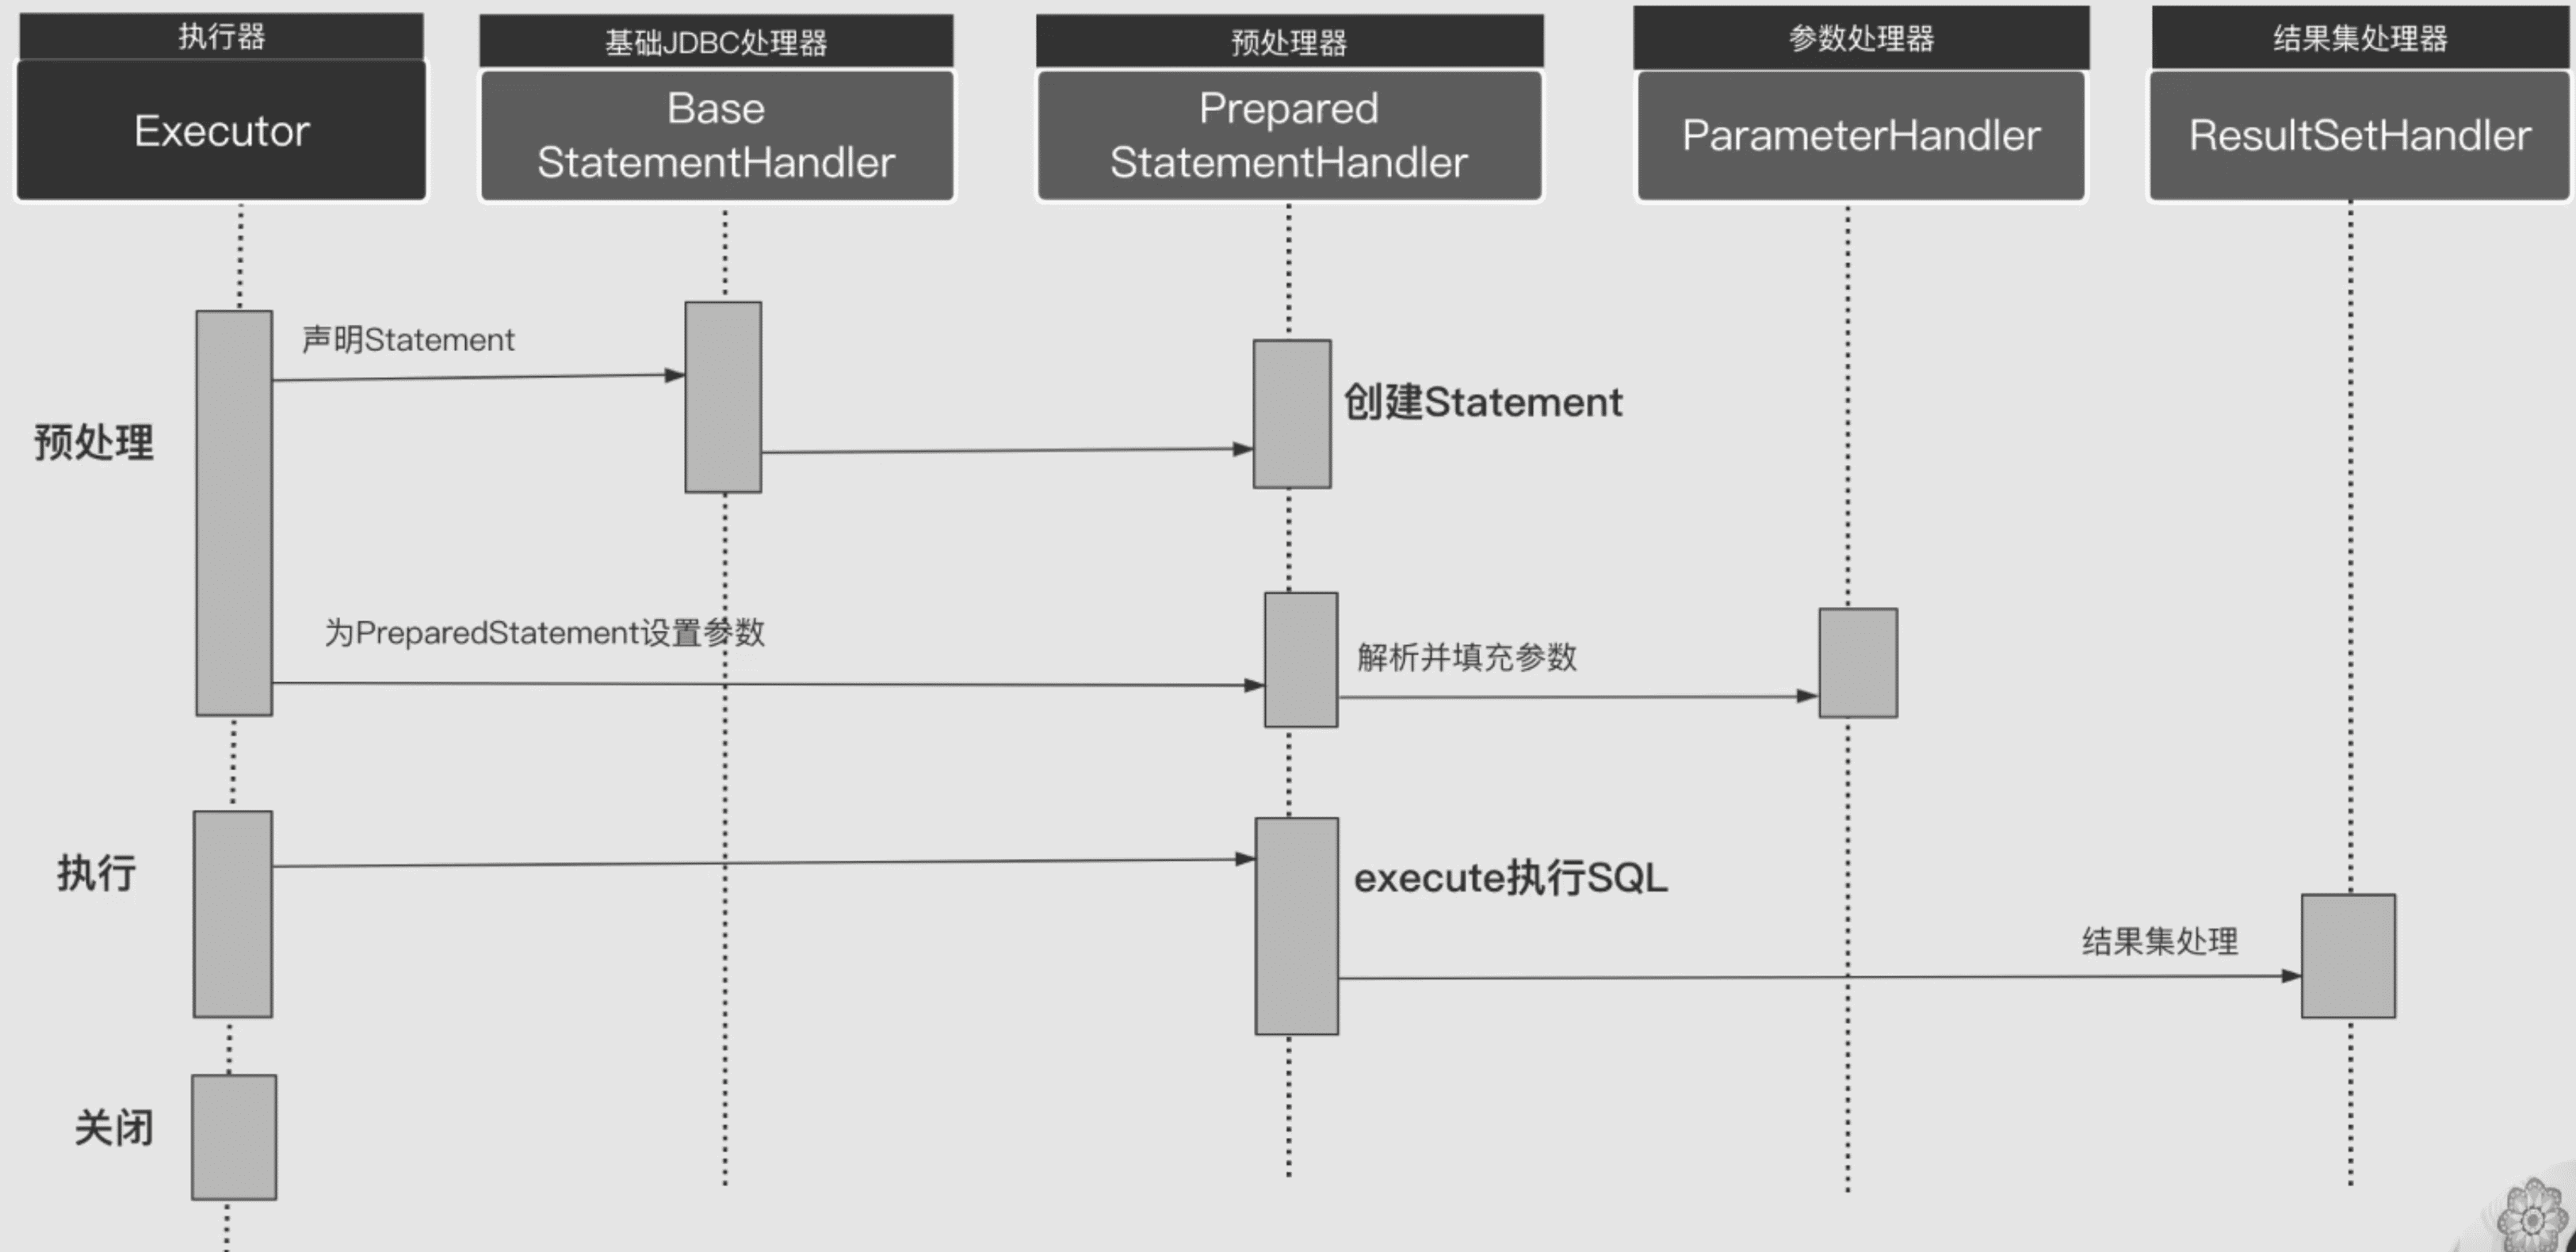 执行器
基础JDBC处理器
预处理器
参数处理器
结果集处理器
Executor
Base
StatementHandler
Prepared
StatementHandler
ParameterHandler
ResultSetHandler
声明Statement
创建Statement
预处理
为PreparedStatement设置参数
解析并填充参数
执行
execute执行SQL
结果集处理
关闭